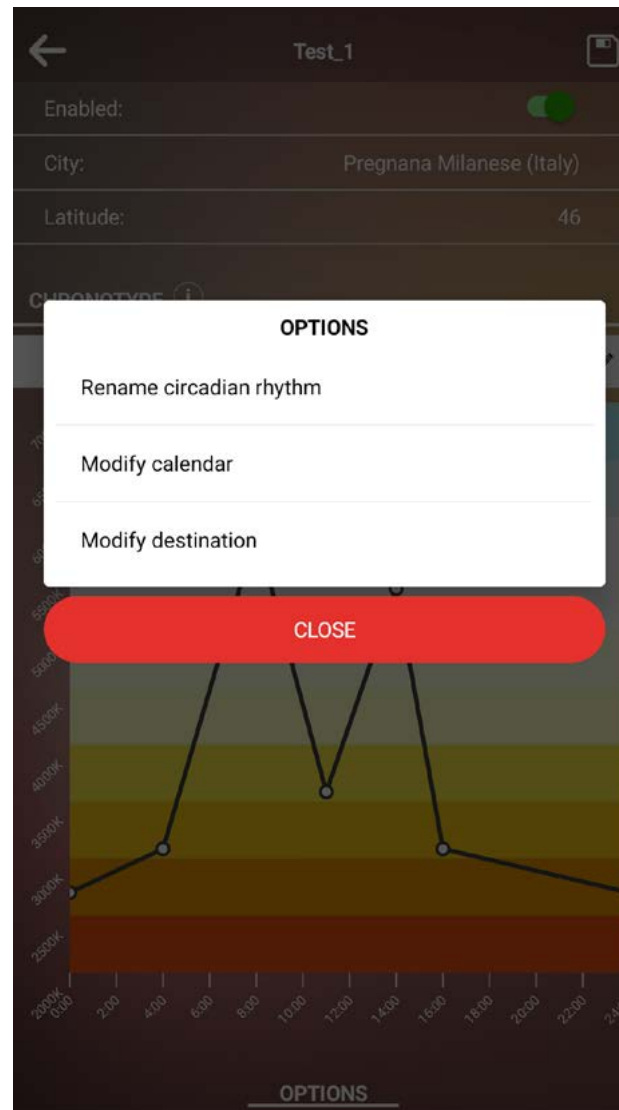 Test_1
Enabled:
City: Pregnana Milanese (Italy)
Latitude: 46
CHRONOTYPE i
OPTIONS
Rename circadian rhythm
Modify calendar
Modify destination
CLOSE
5500K
5000K
4500K
4000K
3500K
3000K
2500K
2000K
0:00 2:00 4:00 6:00 8:00 10:00 12:00 14:00 16:00 18:00 20:00 22:00
OPTIONS